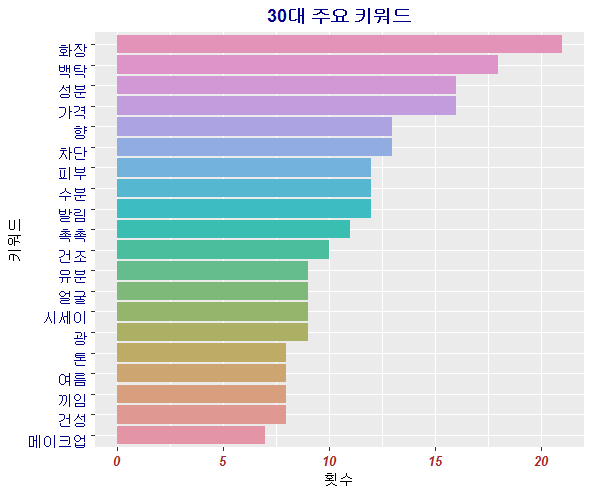 30대 주요 키워드
키워드
화장
백탁
성분
가격
향
차단
피부
수분
발림
촉촉
건조
유분
얼굴
시세이
광
톤
여름
끼임
건성
메이크업
0 5 10 15 20
횟수